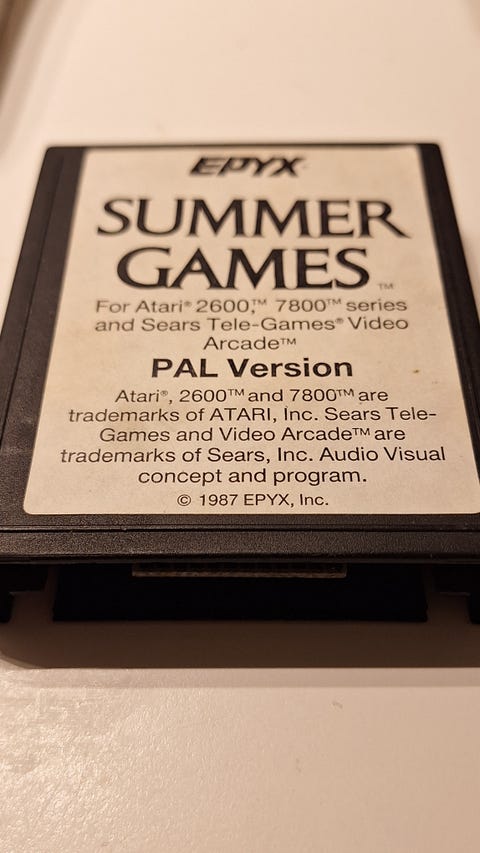 EPYX
SUMMER
GAMES™
For Atari® 2600,™ 7800™ series
and Sears Tele-Games® Video
Arcade™
PAL Version
Atari®, 2600™ and 7800™ are
trademarks of ATARI, Inc. Sears Tele-
Games and Video Arcade™ are
trademarks of Sears, Inc. Audio Visual
concept and program.
© 1987 EPYX, Inc.